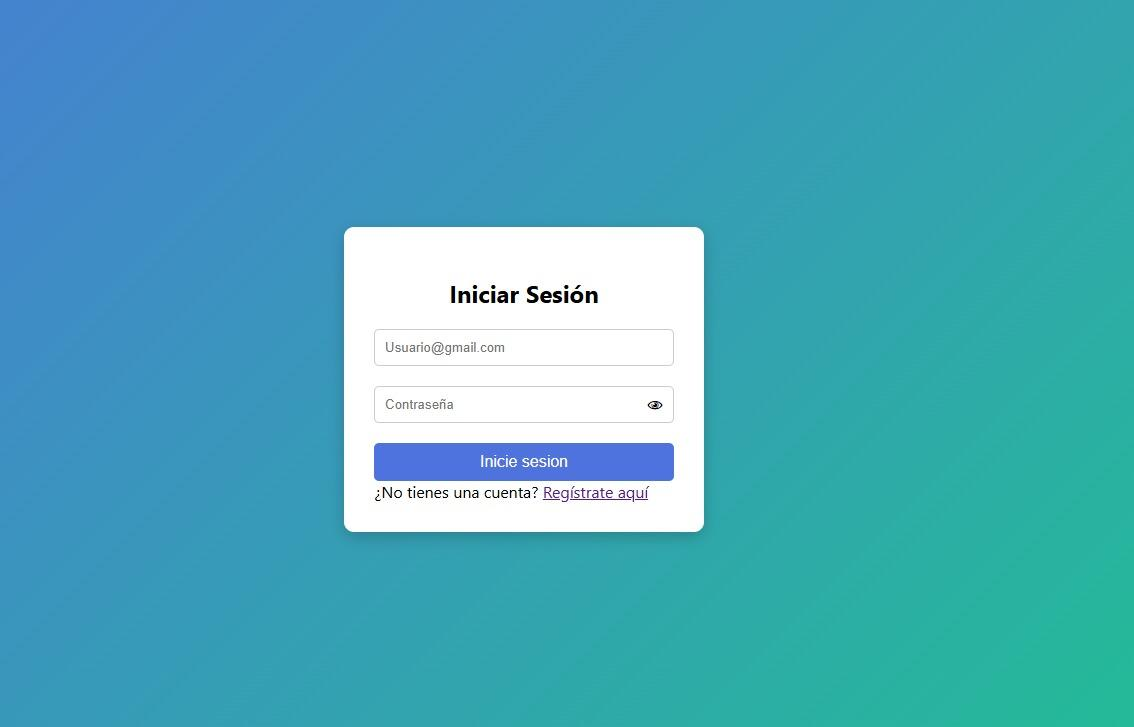 Iniciar Sesión
Usuario@gmail.com
Contraseña
Inicie sesion
¿No tienes una cuenta? Regístrate aquí